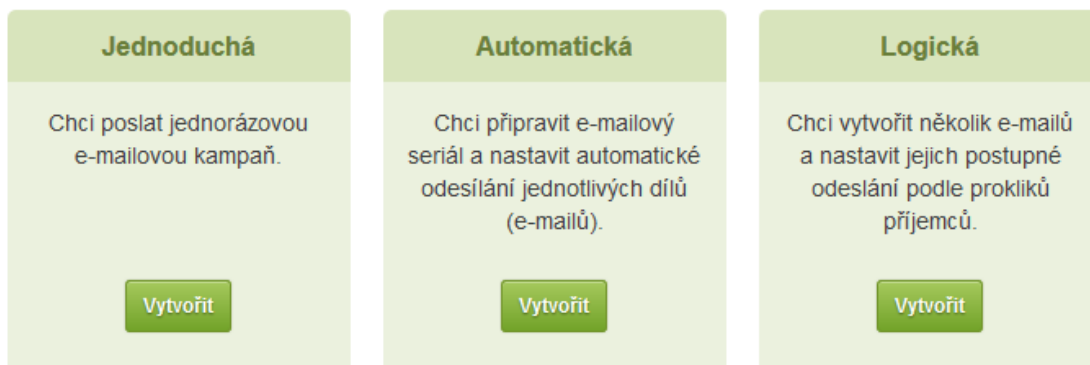 Jednoduchá
Chci poslat jednorázovou
e-mailovou kampaň.
Vytvořit
Automatická
Chci připravit e-mailový
seriál a nastavit automatické
odesílání jednotlivých dílů
(e-mailů).
Vytvořit
Logická
Chci vytvořit několik e-mailů
a nastavit jejich postupné
odeslání podle prokliků
příjemců.
Vytvořit